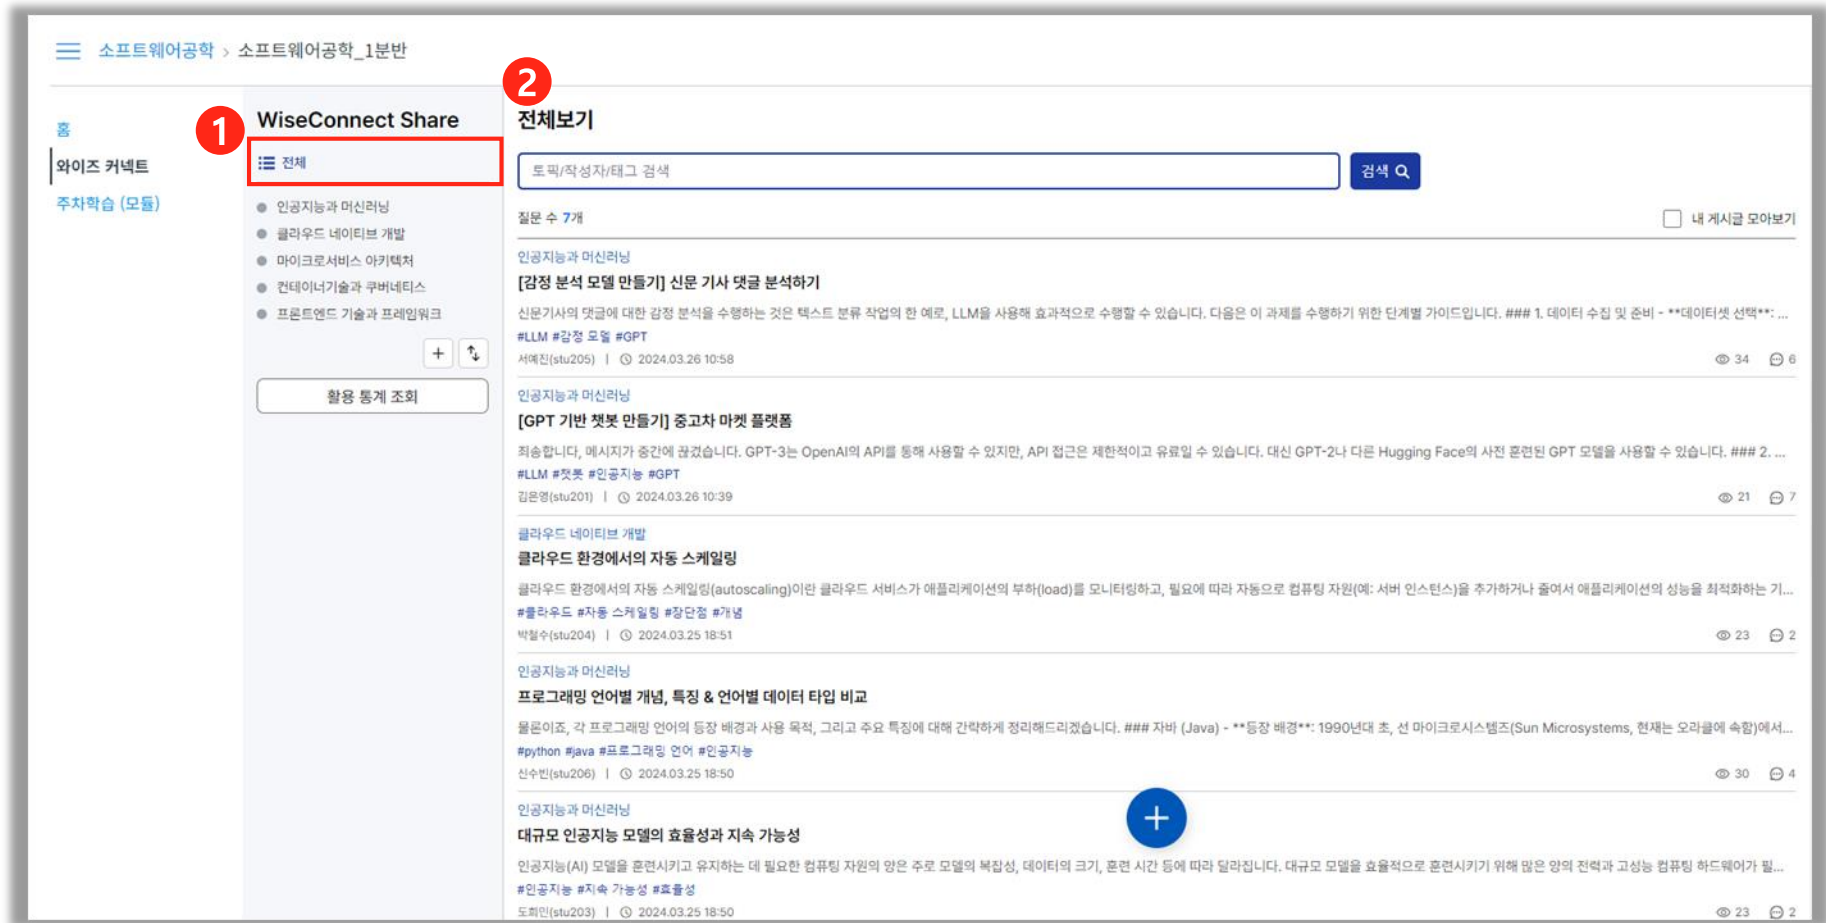 소프트웨어공학 > 소프트웨어공학_1분반
홈
와이즈 커넥트
주차학습 (모듈)
1
WiseConnect Share
전체
인공지능과 머신러닝
클라우드 네이티브 개발
마이크로서비스 아키텍처
컨테이너기술과 쿠버네티스
프론트엔드 기술과 프레임워크
+
활용 통계 조회
2
전체보기
토픽/작성자/태그 검색
검색
질문 수 7개
내 게시글 모아보기
인공지능과 머신러닝
[감정 분석 모델 만들기] 신문 기사 댓글 분석하기
신문기사의 댓글에 대한 감정 분석을 수행하는 것은 텍스트 분류 작업의 한 예로, LLM을 사용해 효과적으로 수행할 수 있습니다. 다음은 이 과제를 수행하기 위한 단계별 가이드입니다. ### 1. 데이터 수집 및 준비 - **데이터셋 선택**: ...
#LLM #감정 모델 #GPT
서예진(stu205) | 2024.03.26 10:58
34 6
인공지능과 머신러닝
[GPT 기반 챗봇 만들기] 중고차 마켓 플랫폼
죄송합니다, 메시지가 중간에 끊겼습니다. GPT-3는 OpenAI의 API를 통해 사용할 수 있지만, API 접근은 제한적이고 유료일 수 있습니다. 대신 GPT-2나 다른 Hugging Face의 사전 훈련된 GPT 모델을 사용할 수 있습니다. ### 2. ...
#LLM #챗봇 #인공지능 #GPT
김은영(stu201) | 2024.03.26 10:39
21 7
클라우드 네이티브 개발
클라우드 환경에서의 자동 스케일링
클라우드 환경에서의 자동 스케일링(autoscaling)이란 클라우드 서비스가 애플리케이션의 부하(load)를 모니터링하고, 필요에 따라 자동으로 컴퓨팅 자원(예: 서버 인스턴스)을 추가하거나 줄여서 애플리케이션의 성능을 최적화하는 기...
#클라우드 #자동 스케일링 #장단점 #개념
박철수(stu204) | 2024.03.25 18:51
23 2
인공지능과 머신러닝
프로그래밍 언어별 개념, 특징 & 언어별 데이터 타입 비교
물론이죠, 각 프로그래밍 언어의 등장 배경과 사용 목적, 그리고 주요 특징에 대해 간략하게 정리해드리겠습니다. ### 자바 (Java) - **등장 배경**: 1990년대 초, 선 마이크로시스템즈(Sun Microsystems, 현재는 오라클에 속함)에서...
#python #java #프로그래밍 언어 #인공지능
신수빈(stu206) | 2024.03.25 18:50
30 4
인공지능과 머신러닝
대규모 인공지능 모델의 효율성과 지속 가능성
인공지능(AI) 모델을 훈련시키고 유지하는 데 필요한 컴퓨팅 자원의 양은 주로 모델의 복잡성, 데이터의 크기, 훈련 시간 등에 따라 달라집니다. 대규모 모델을 효율적으로 훈련시키기 위해 많은 양의 전력과 고성능 컴퓨팅 하드웨어가 필...
#인공지능 #지속 가능성 #효율성
도희민(stu203) | 2024.03.25 18:50
23 2
+